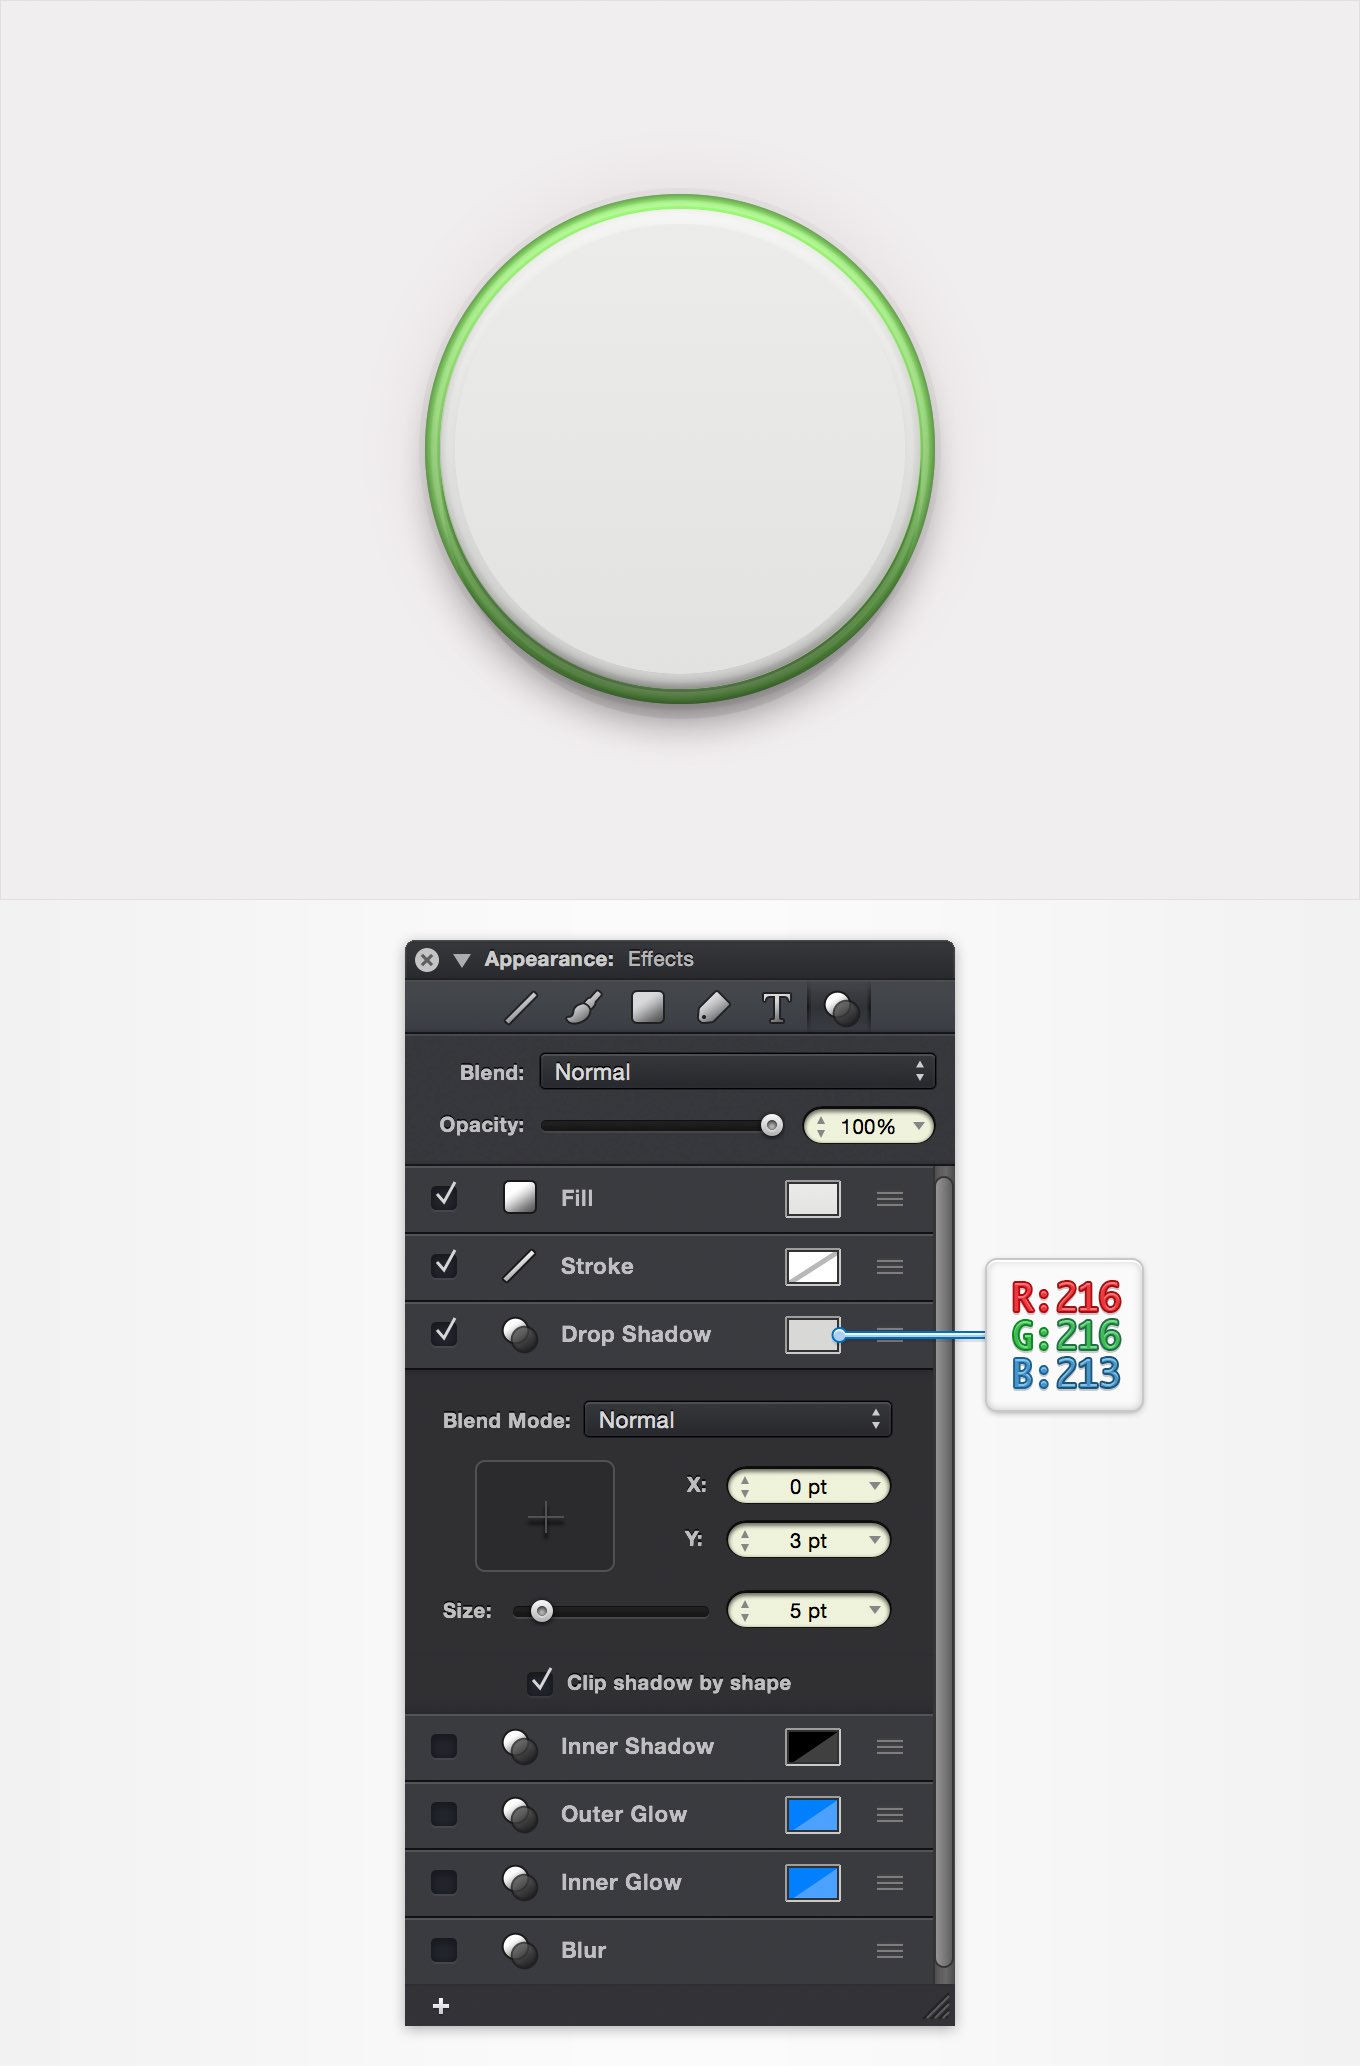 Appearance: Effects
T
Blend: Normal
Opacity: 100%
Fill
Stroke
Drop Shadow
R:216
G:216
B:213
Blend Mode: Normal
X: 0 pt
Y: 3 pt
Size: 5 pt
Clip shadow by shape
Inner Shadow
Outer Glow
Inner Glow
Blur